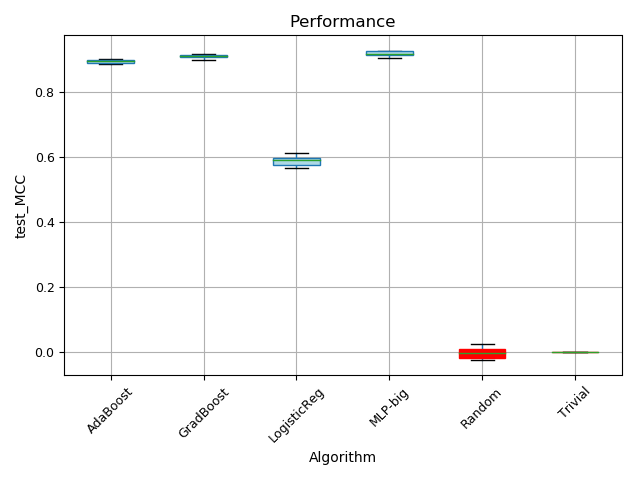 Performance
test_MCC
0.8
0.6
0.4
0.2
0.0
AdaBoost
GradBoost
LogisticReg
MLP-big
Random
Trivial
Algorithm